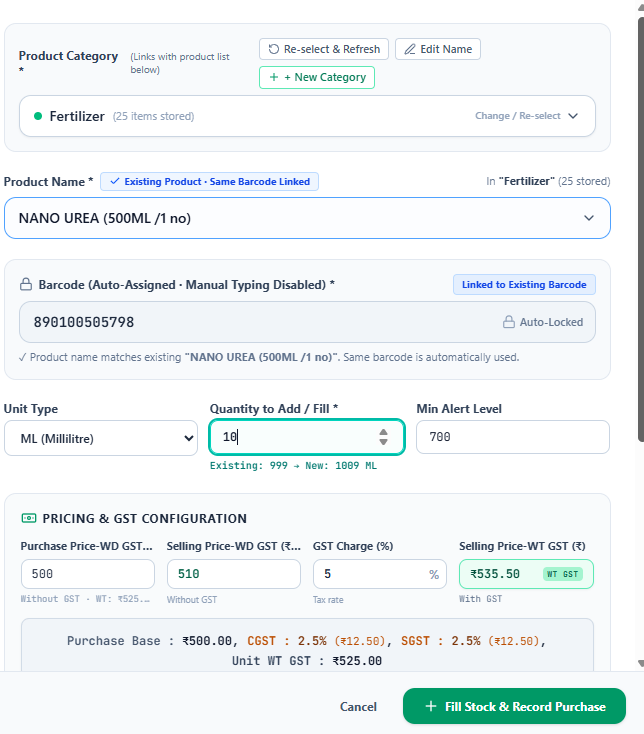 Product Category *
(Links with product list below)
Re-select & Refresh
Edit Name
+ + New Category
Fertilizer (25 items stored)
Change / Re-select
Product Name *
✓ Existing Product · Same Barcode Linked
In "Fertilizer" (25 stored)
NANO UREA (500ML /1 no)
Barcode (Auto-Assigned · Manual Typing Disabled) *
Linked to Existing Barcode
890100505798
Auto-Locked
✓ Product name matches existing "NANO UREA (500ML /1 no)". Same barcode is automatically used.
Unit Type
Quantity to Add / Fill *
Min Alert Level
ML (Millilitre)
10
700
Existing: 999 → New: 1009 ML
PRICING & GST CONFIGURATION
Purchase Price-WD GST...
Selling Price-WD GST (₹...
GST Charge (%)
Selling Price-WT GST (₹)
500
510
5 %
₹535.50 WT GST
Without GST · WT: ₹525...
Without GST
Tax rate
With GST
Purchase Base : ₹500.00, CGST : 2.5% (₹12.50), SGST : 2.5% (₹12.50),
Unit WT GST : ₹525.00
Cancel
+ Fill Stock & Record Purchase